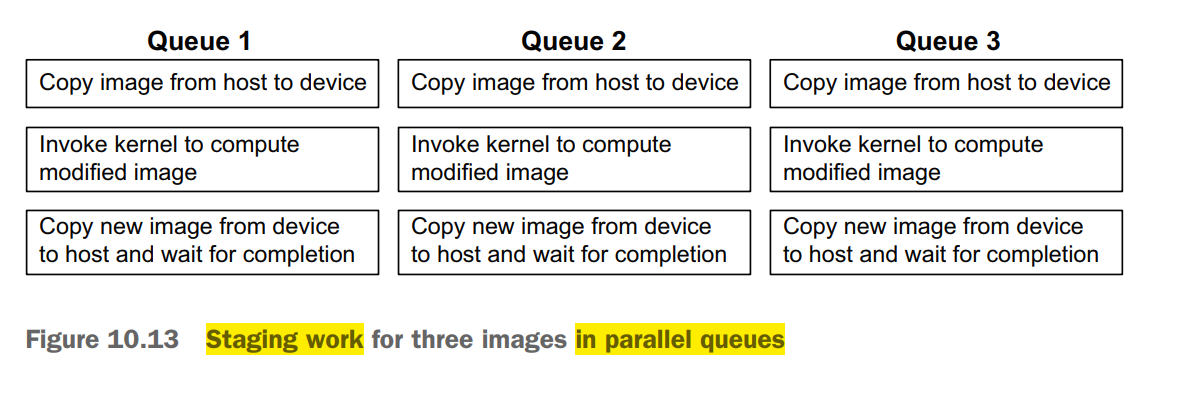 Queue 1
Copy image from host to device
Invoke kernel to compute
modified image
Copy new image from device
to host and wait for completion
Queue 2
Copy image from host to device
Invoke kernel to compute
modified image
Copy new image from device
to host and wait for completion
Queue 3
Copy image from host to device
Invoke kernel to compute
modified image
Copy new image from device
to host and wait for completion
Figure 10.13 Staging work for three images in parallel queues